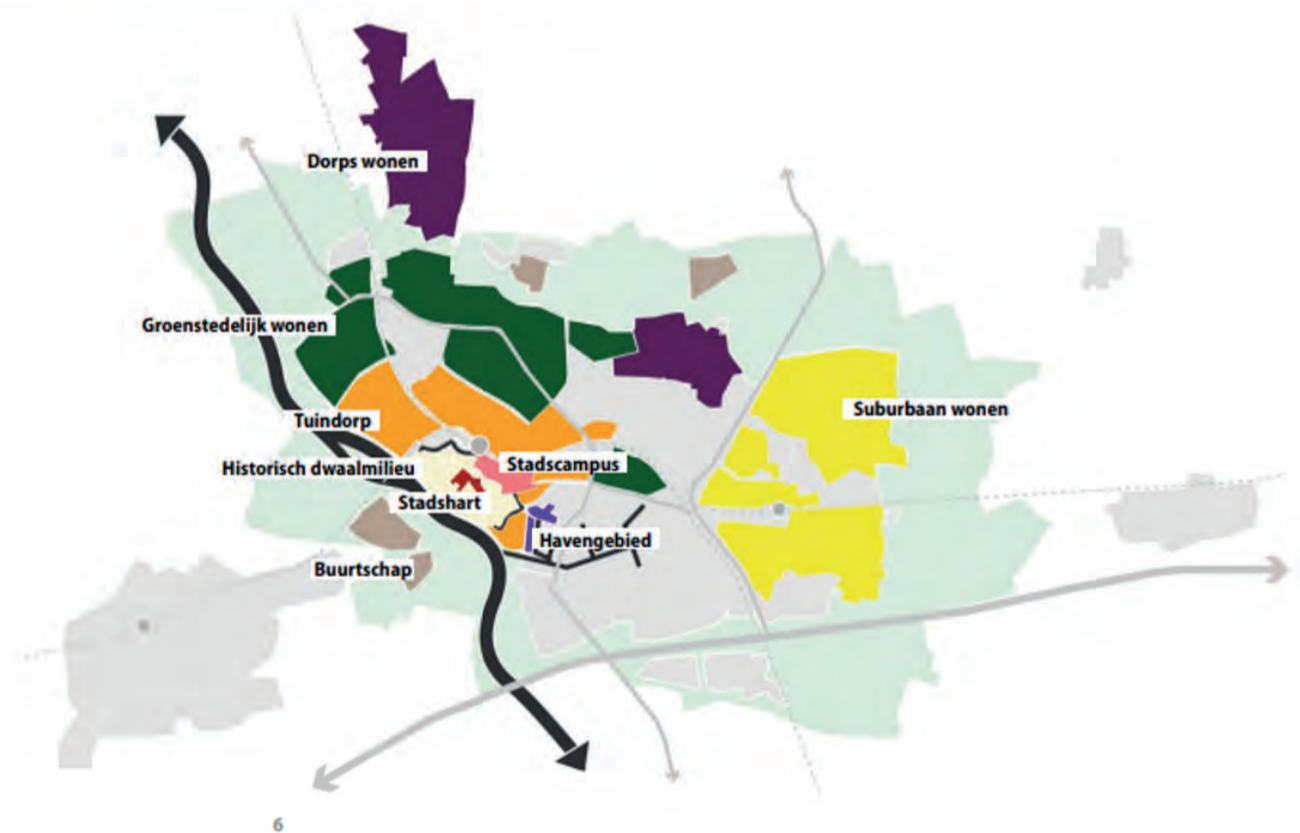 Dorps wonen
Groenstedelijk wonen
Suburbaan wonen
Tuindorp
Historisch dwaalmilieu
Stadscampus
Stadshart
Havengebied
Buurtschap
6